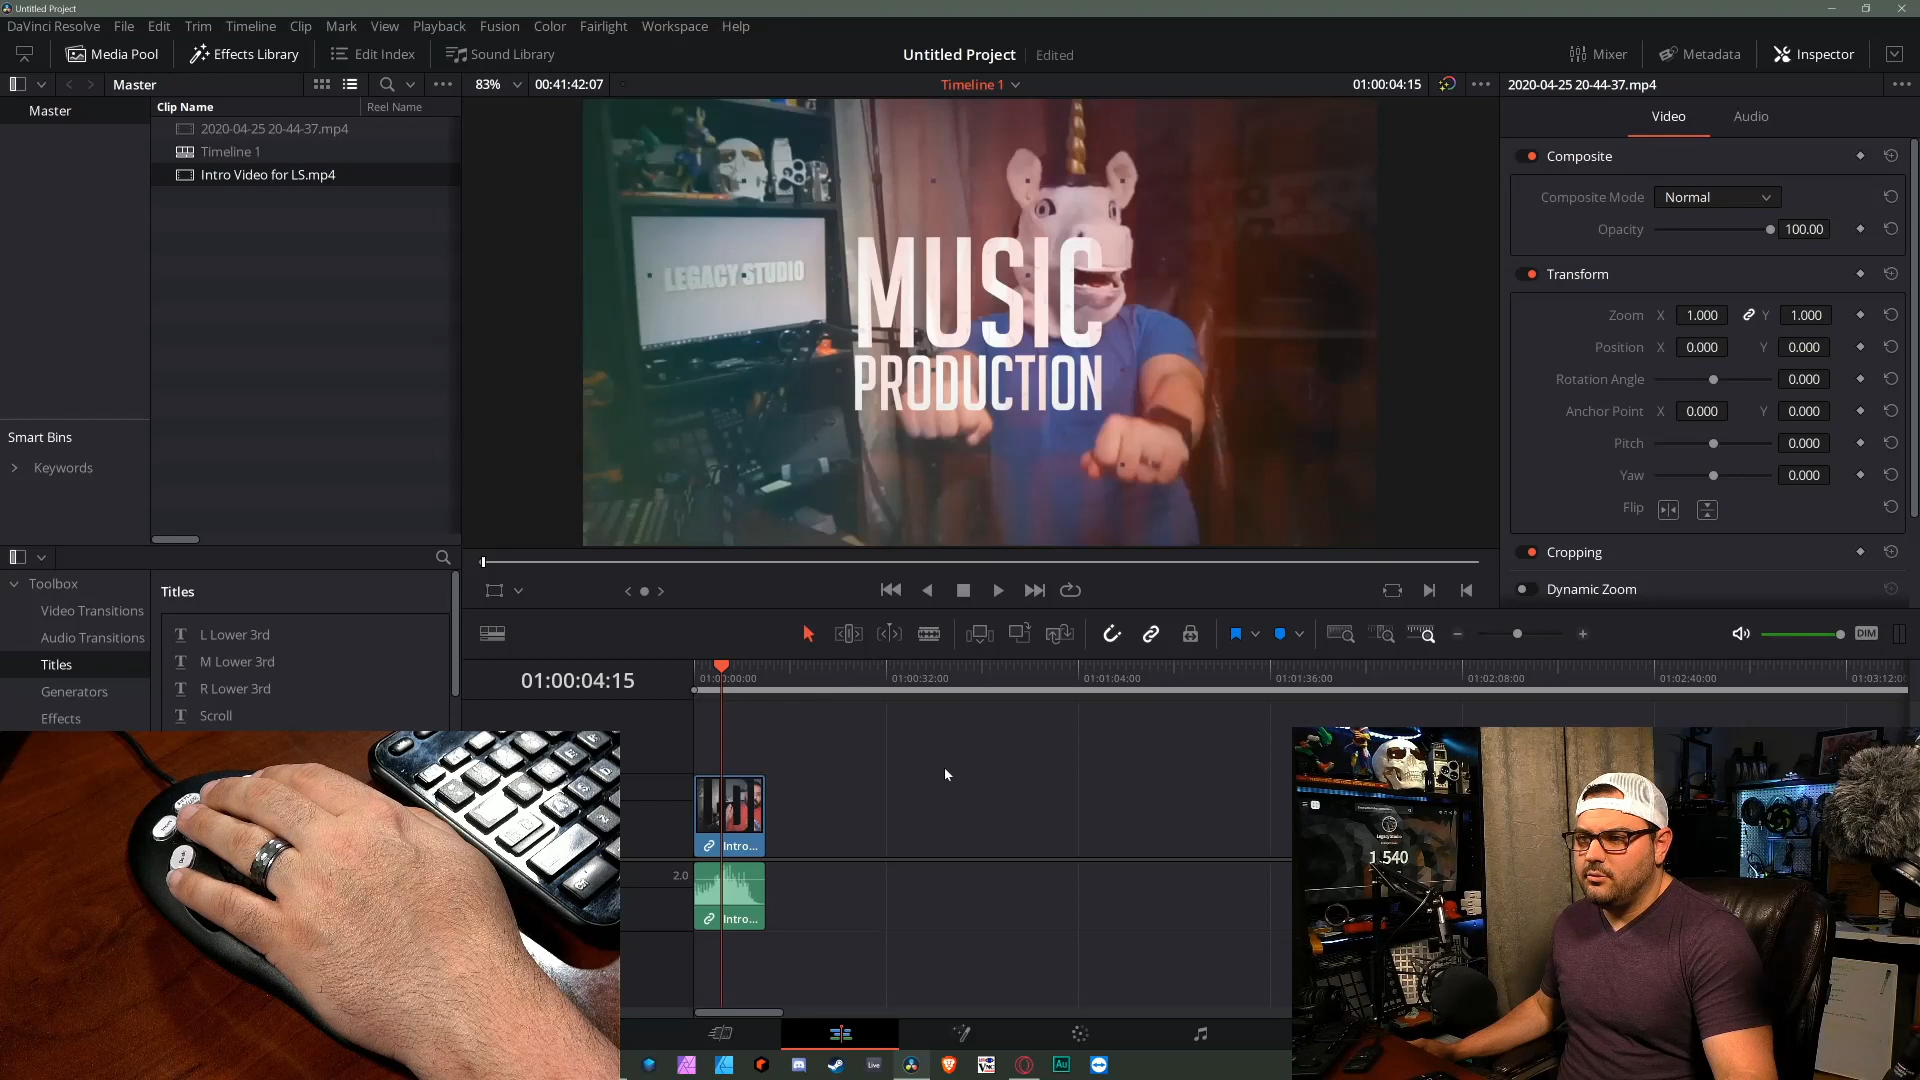 Untitled Project
DaVinci Resolve File Edit Trim Timeline Clip Mark View Playback Fusion Color Fairlight Workspace Help
Media Pool Effects Library Edit Index Sound Library Untitled Project Edited Mixer Metadata Inspector
Master 83% 00:41:42:07 Timeline 1 01:00:04:15 2020-04-25 20-44-37.mp4
Master
Clip Name Reel Name
2020-04-25 20-44-37.mp4
Timeline 1
Intro Video for LS.mp4
Smart Bins
Keywords
LEGACY STUDIO
MUSIC
PRODUCTION
Video Audio
Composite
Composite Mode Normal
Opacity 100.00
Transform
Zoom X 1.000 Y 1.000
Position X 0.000 Y 0.000
Rotation Angle 0.000
Anchor Point X 0.000 Y 0.000
Pitch 0.000
Yaw 0.000
Flip
Cropping
Dynamic Zoom
Toolbox
Video Transitions
Audio Transitions
Titles
Generators
Effects
Titles
L Lower 3rd
M Lower 3rd
R Lower 3rd
Scroll
DIM
01:00:04:15
01:00:00:00 01:00:32:00 01:01:04:00 01:01:36:00 01:02:08:00 01:02:40:00 01:03:12:0
Intro...
2.0
Intro...
1,540
Live
VNC
Au